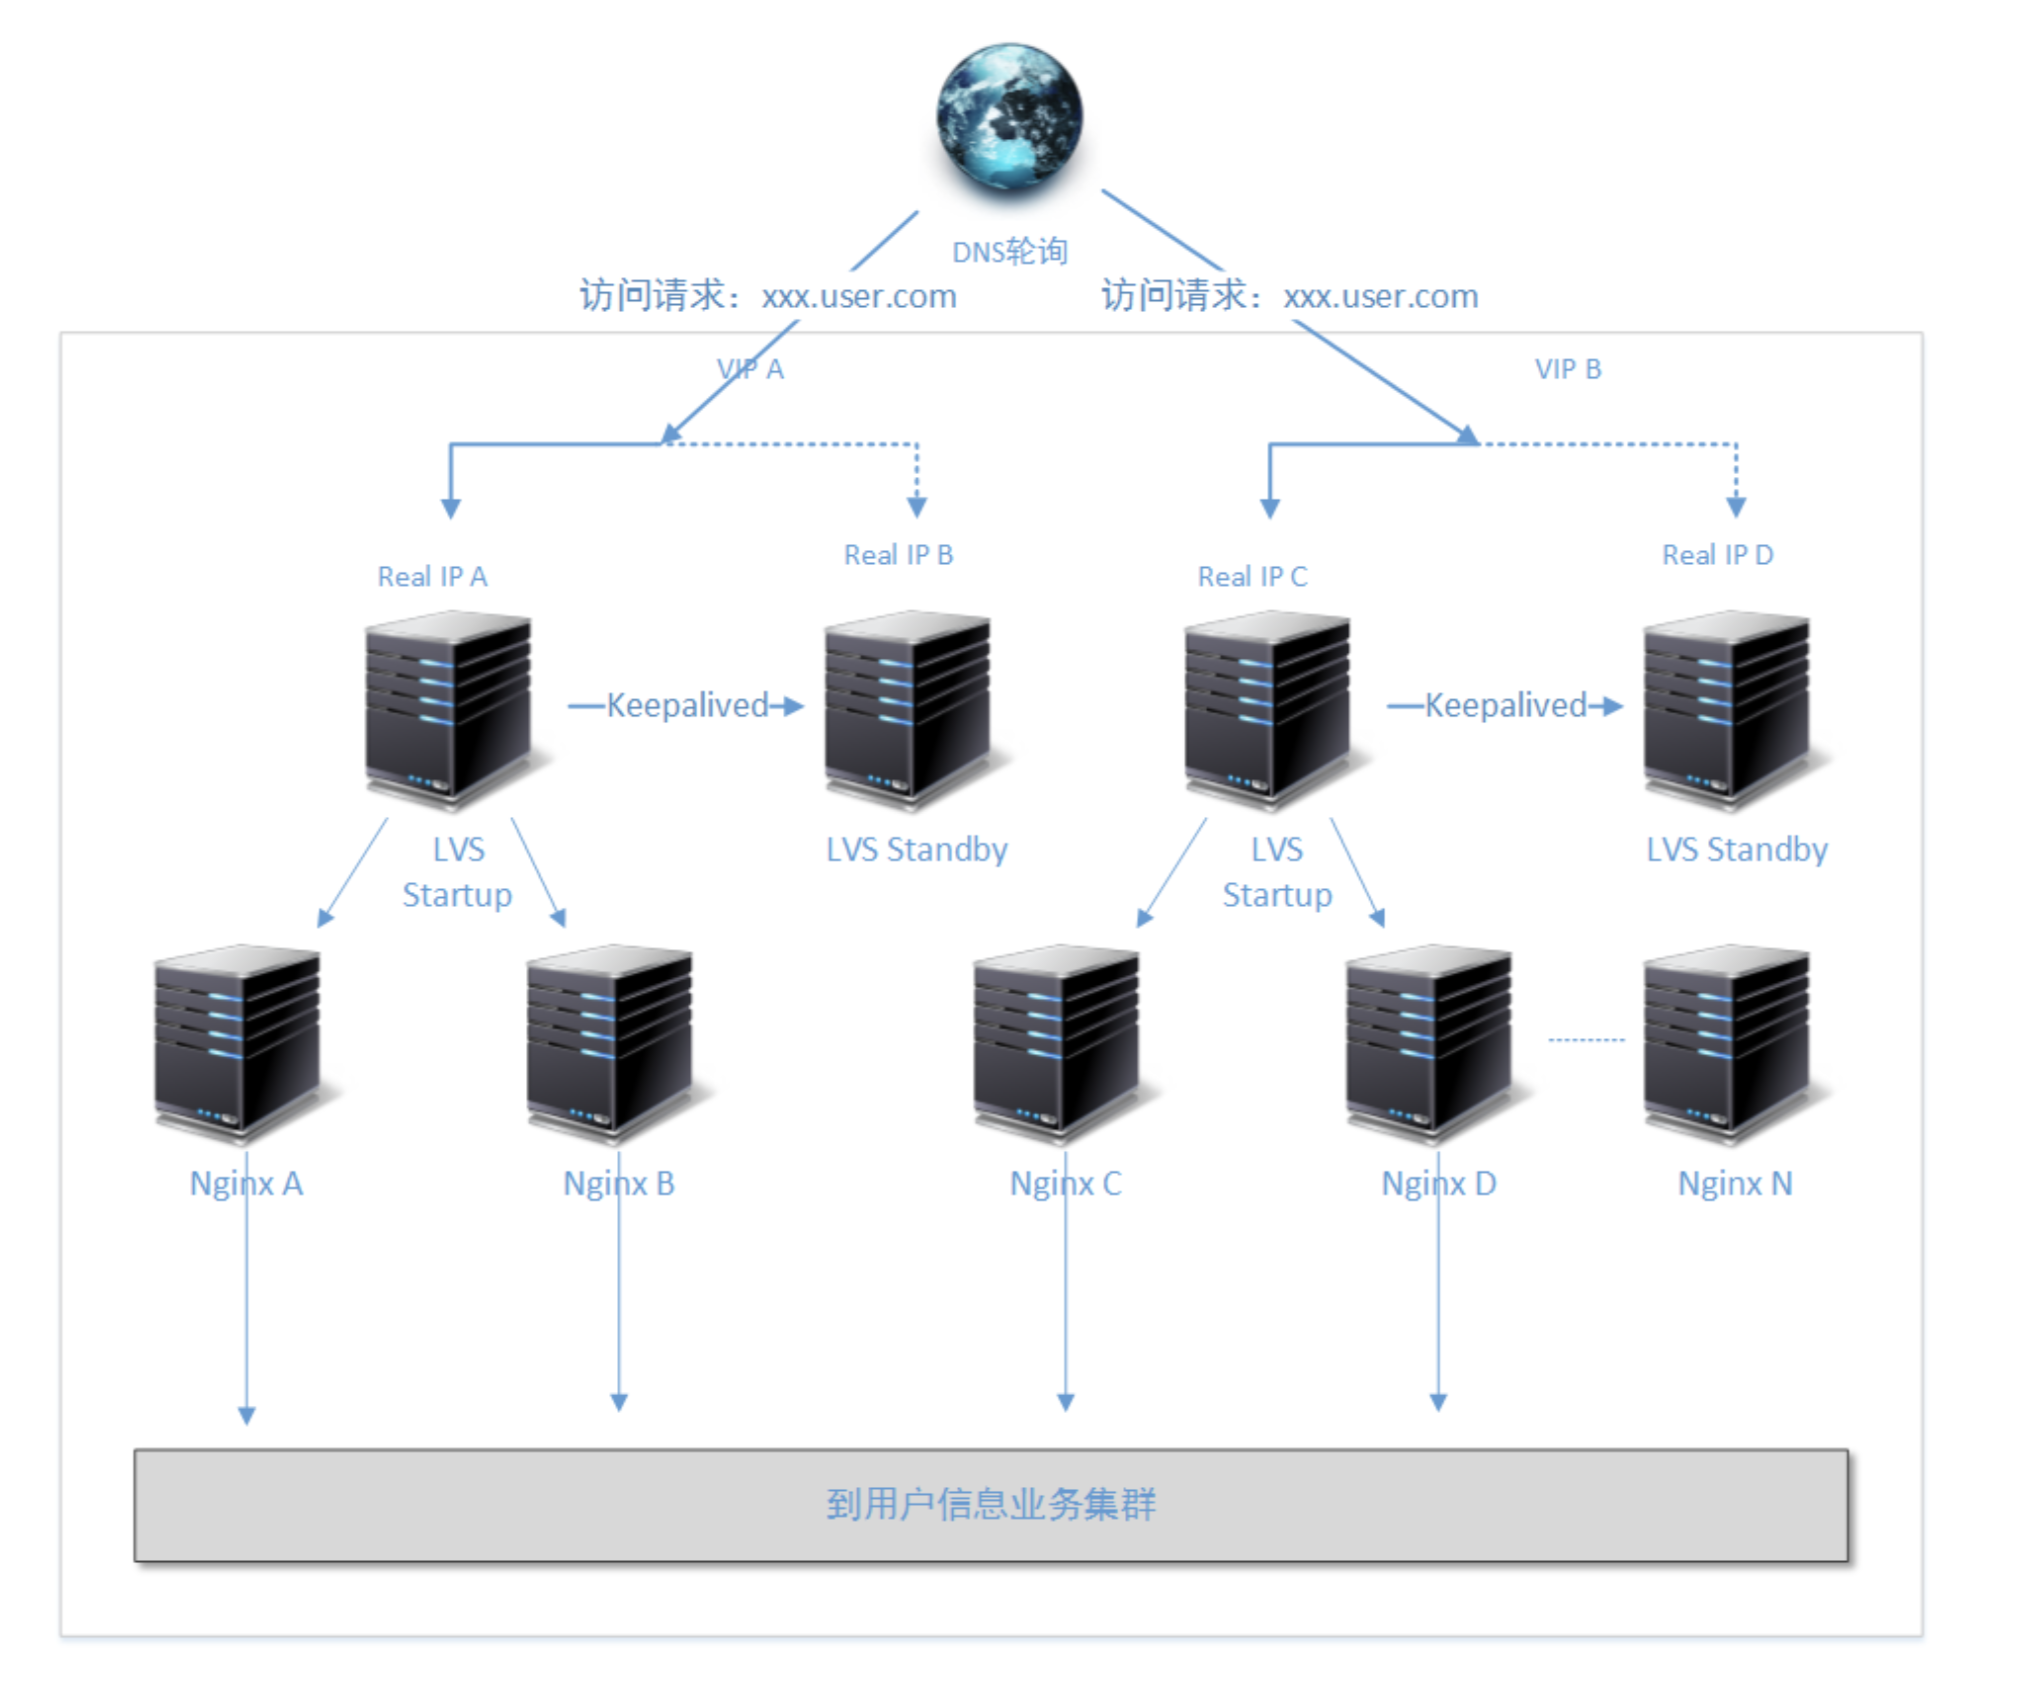 DNS轮询
访问请求：xxx.user.com
访问请求：xxx.user.com
VIP A
VIP B
Real IP A
Real IP B
Real IP C
Real IP D
Keepalived
Keepalived
LVS
Startup
LVS Standby
LVS
Startup
LVS Standby
Nginx A
Nginx B
Nginx C
Nginx D
Nginx N
到用户信息业务集群